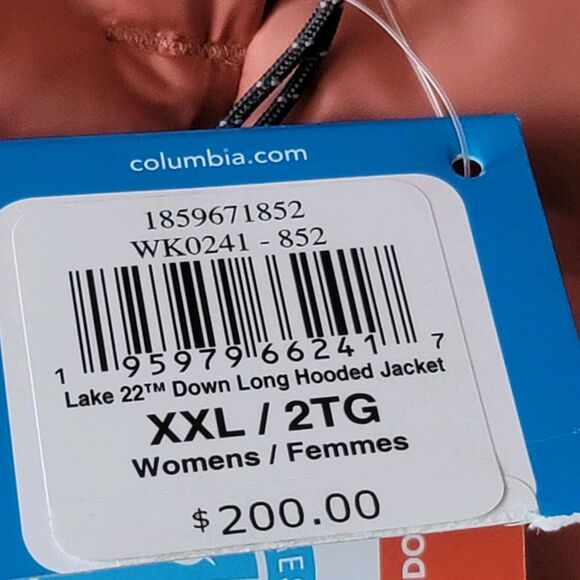 columbia.com
1859671852
WK0241 - 852
1 95979 66241 7
Lake 22™ Down Long Hooded Jacket
XXL / 2TG
Womens / Femmes
$200.00